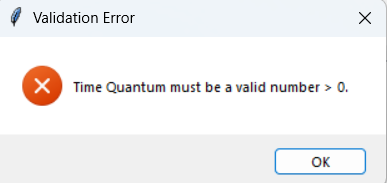 Validation Error
Time Quantum must be a valid number > 0.
OK